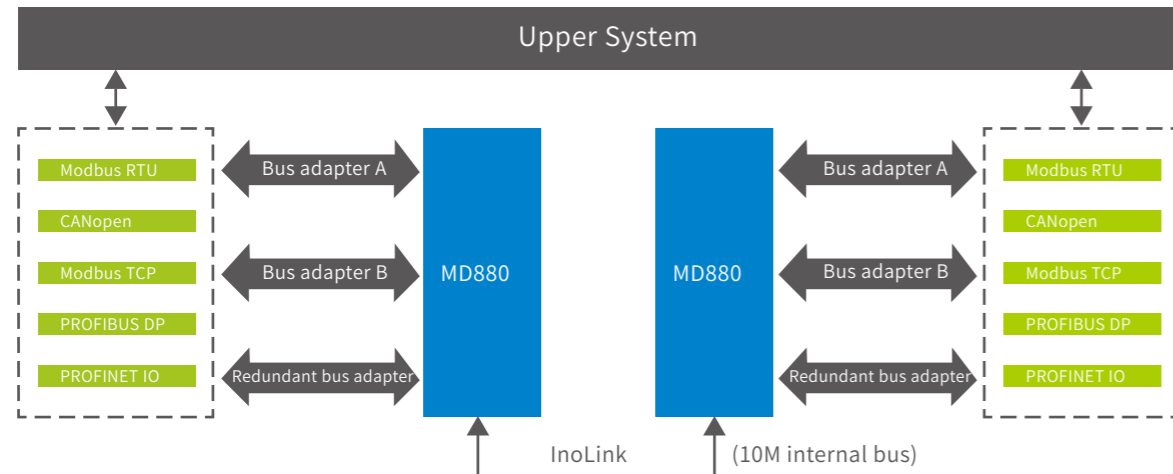 Upper System
Modbus RTU
Bus adapter A
Bus adapter A
Modbus RTU
CANopen
CANopen
Modbus TCP
Bus adapter B
MD880
MD880
Bus adapter B
Modbus TCP
PROFIBUS DP
PROFIBUS DP
PROFINET IO
Redundant bus adapter
Redundant bus adapter
PROFINET IO
InoLink
(10M internal bus)